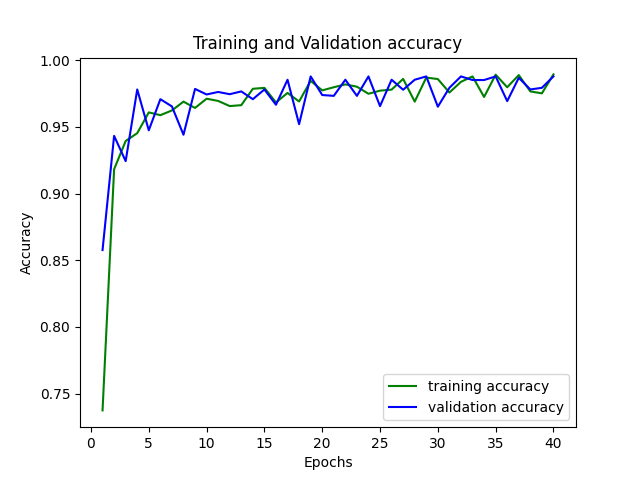 Training and Validation accuracy
1.00
0.95
0.90
0.85
0.80
0.75
Accuracy
training accuracy
validation accuracy
0 5 10 15 20 25 30 35 40
Epochs